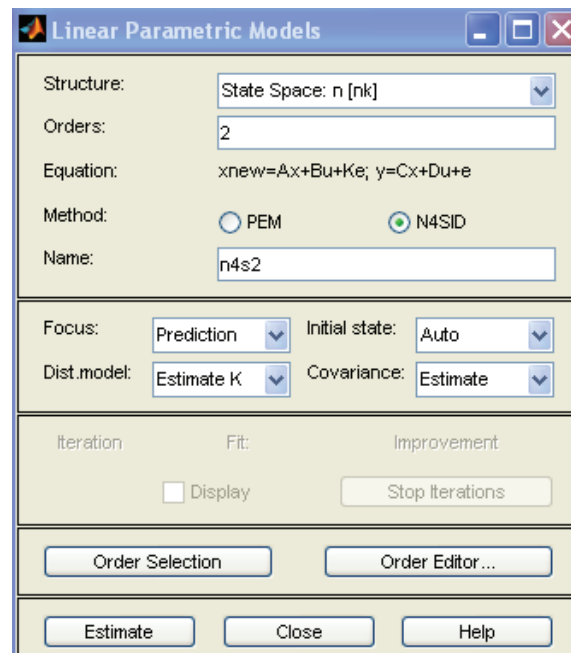 Linear Parametric Models
Structure: State Space: n [nk]
Orders: 2
Equation: xnew=Ax+Bu+Ke; y=Cx+Du+e
Method: PEM N4SID
Name: n4s2
Focus: Prediction Initial state: Auto
Dist.model: Estimate K Covariance: Estimate
Iteration Fit: Improvement
Display Stop Iterations
Order Selection Order Editor...
Estimate Close Help